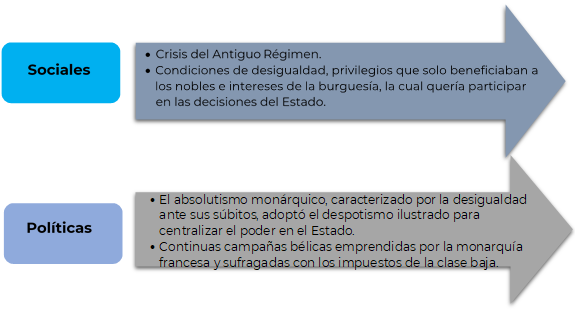 Sociales
• Crisis del Antiguo Régimen.
• Condiciones de desigualdad, privilegios que solo beneficiaban a
los nobles e intereses de la burguesía, la cual quería participar
en las decisiones del Estado.
Políticas
• El absolutismo monárquico, caracterizado por la desigualdad
ante sus súbitos, adoptó el despotismo ilustrado para
centralizar el poder en el Estado.
• Continuas campañas bélicas emprendidas por la monarquía
francesa y sufragadas con los impuestos de la clase baja.